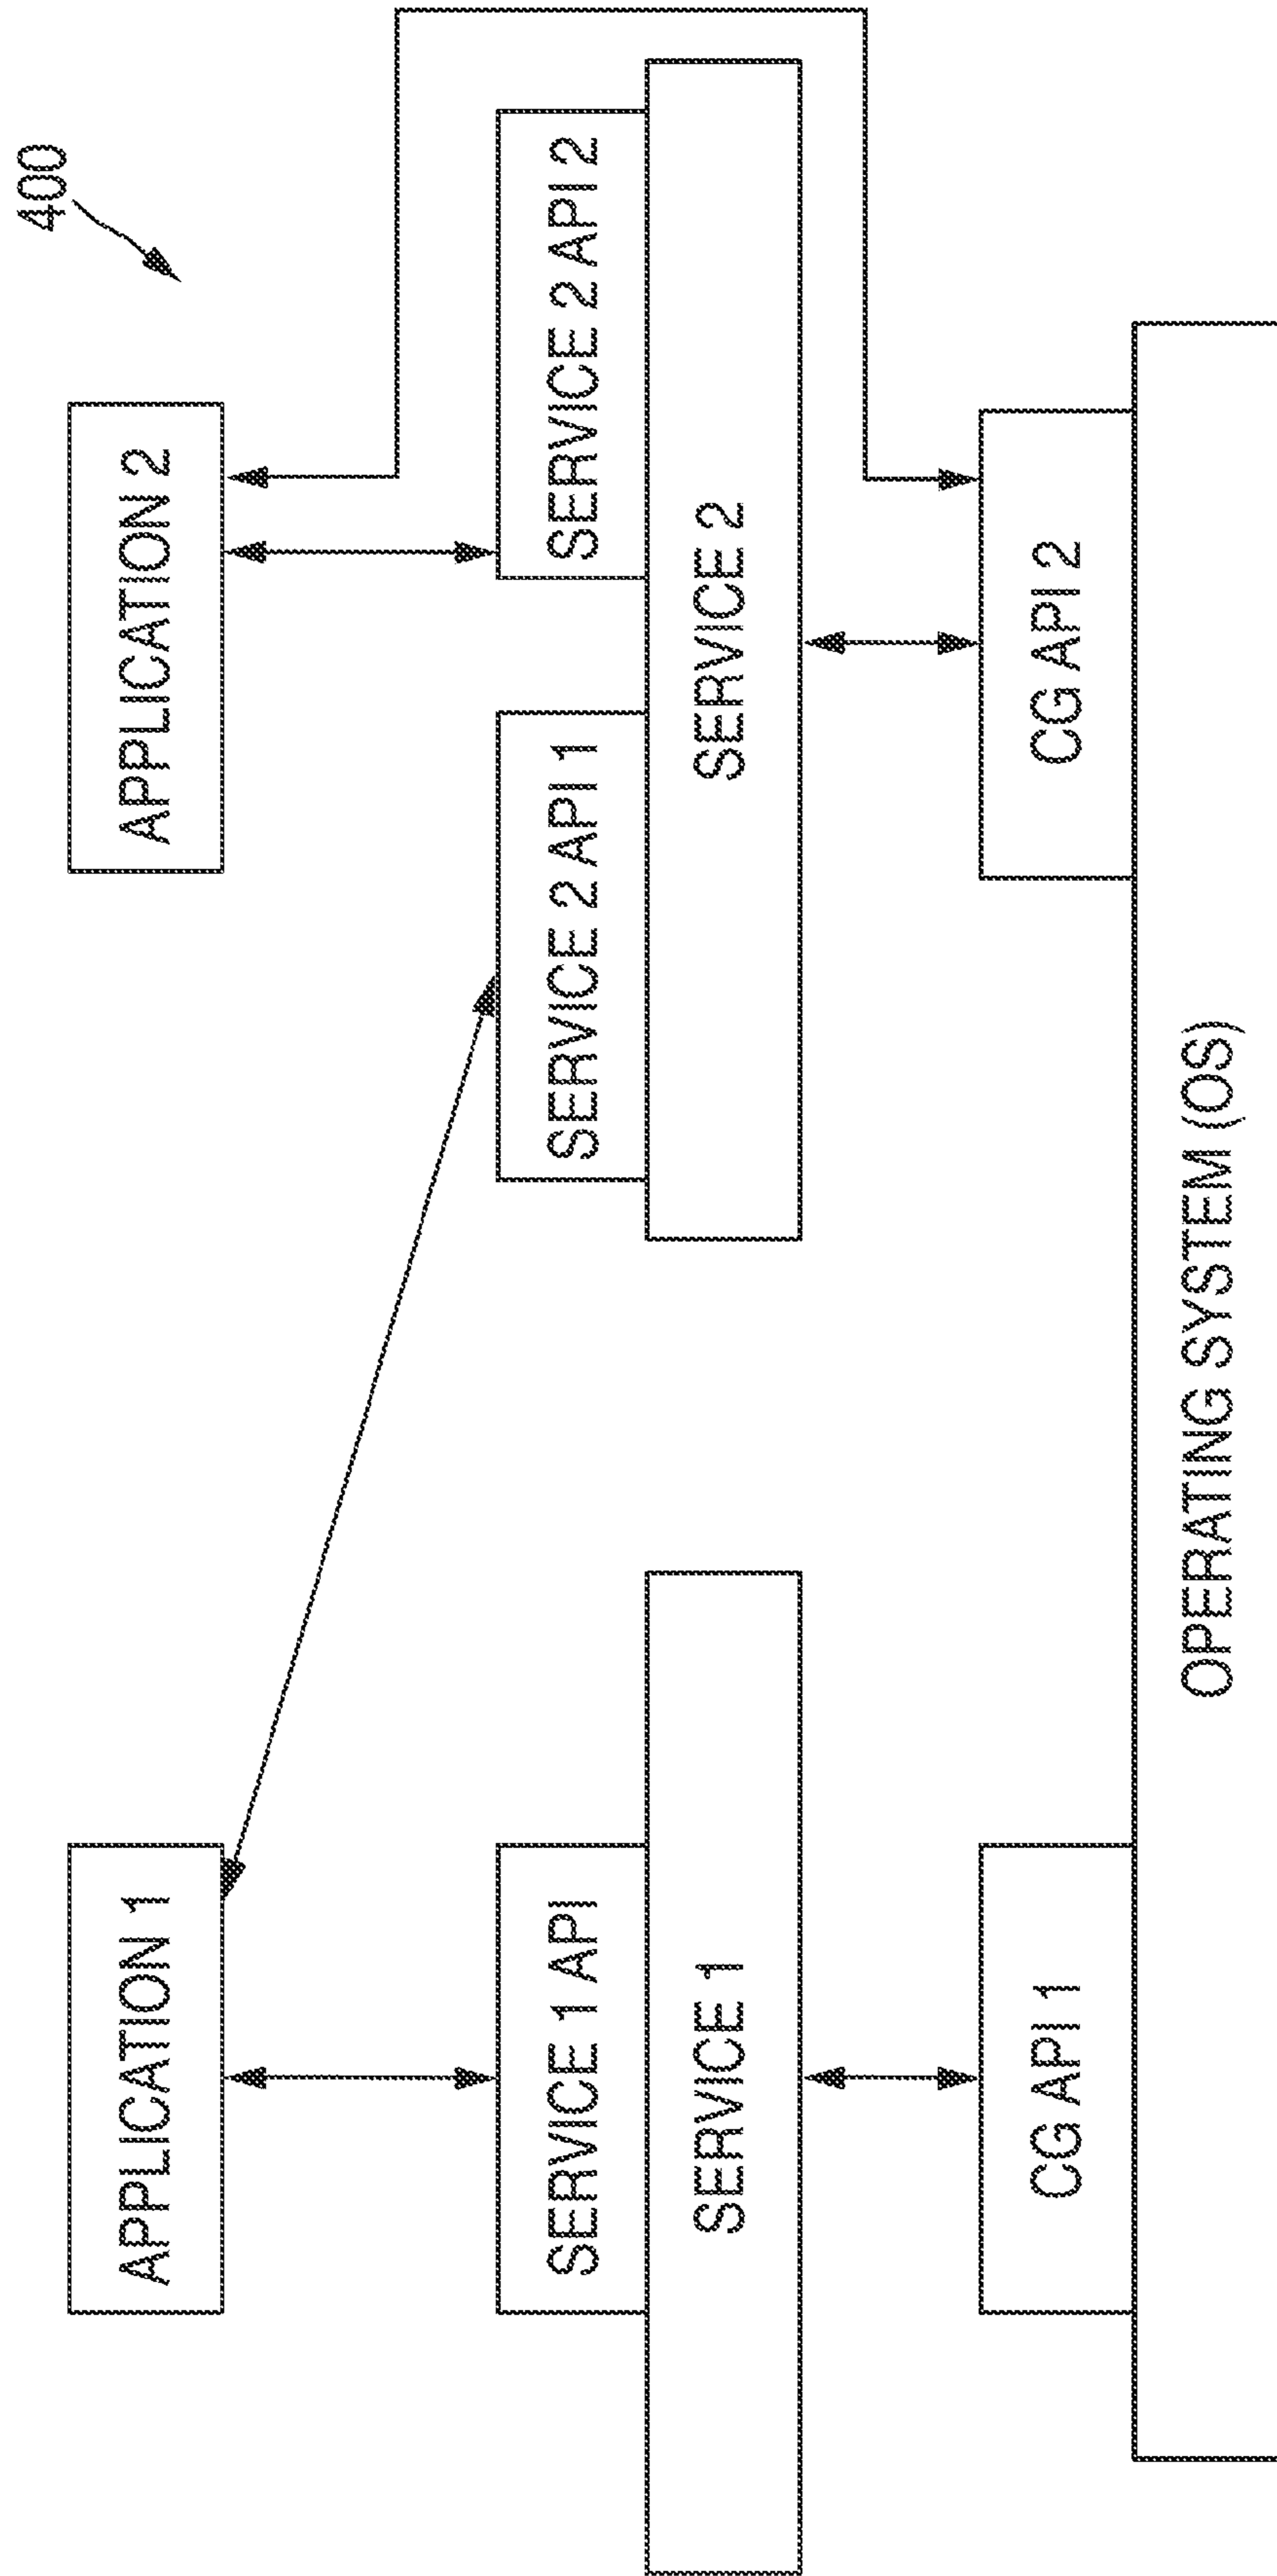 400
APPLICATION 1
APPLICATION 2
SERVICE 1 API
SERVICE 2 API 1
SERVICE 2 API 2
SERVICE 1
SERVICE 2
CG API 1
CG API 2
OPERATING SYSTEM (OS)